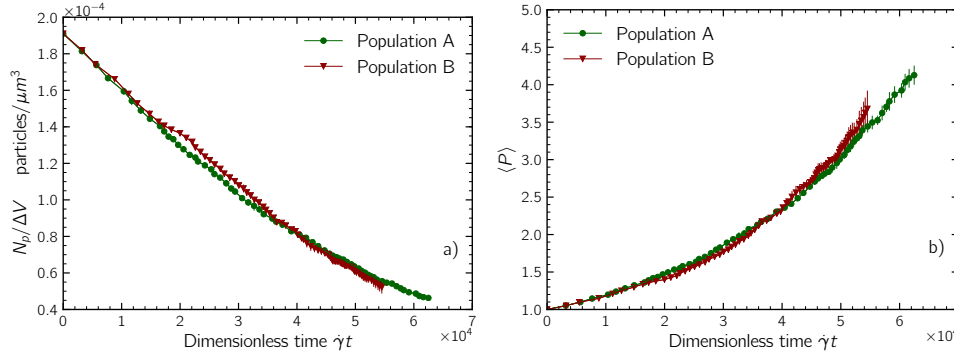 2.0 ×10⁻⁴
1.8
1.6
1.4
1.2
1.0
0.8
0.6
0.4
N_p/ΔV particles/μm³
Population A
Population B
a)
0 1 2 3 4 5 6 7
Dimensionless time γ̇t
×10⁴
5.0
4.5
4.0
3.5
3.0
2.5
2.0
1.5
1.0
⟨P⟩
Population A
Population B
b)
0 1 2 3 4 5 6
Dimensionless time γ̇t